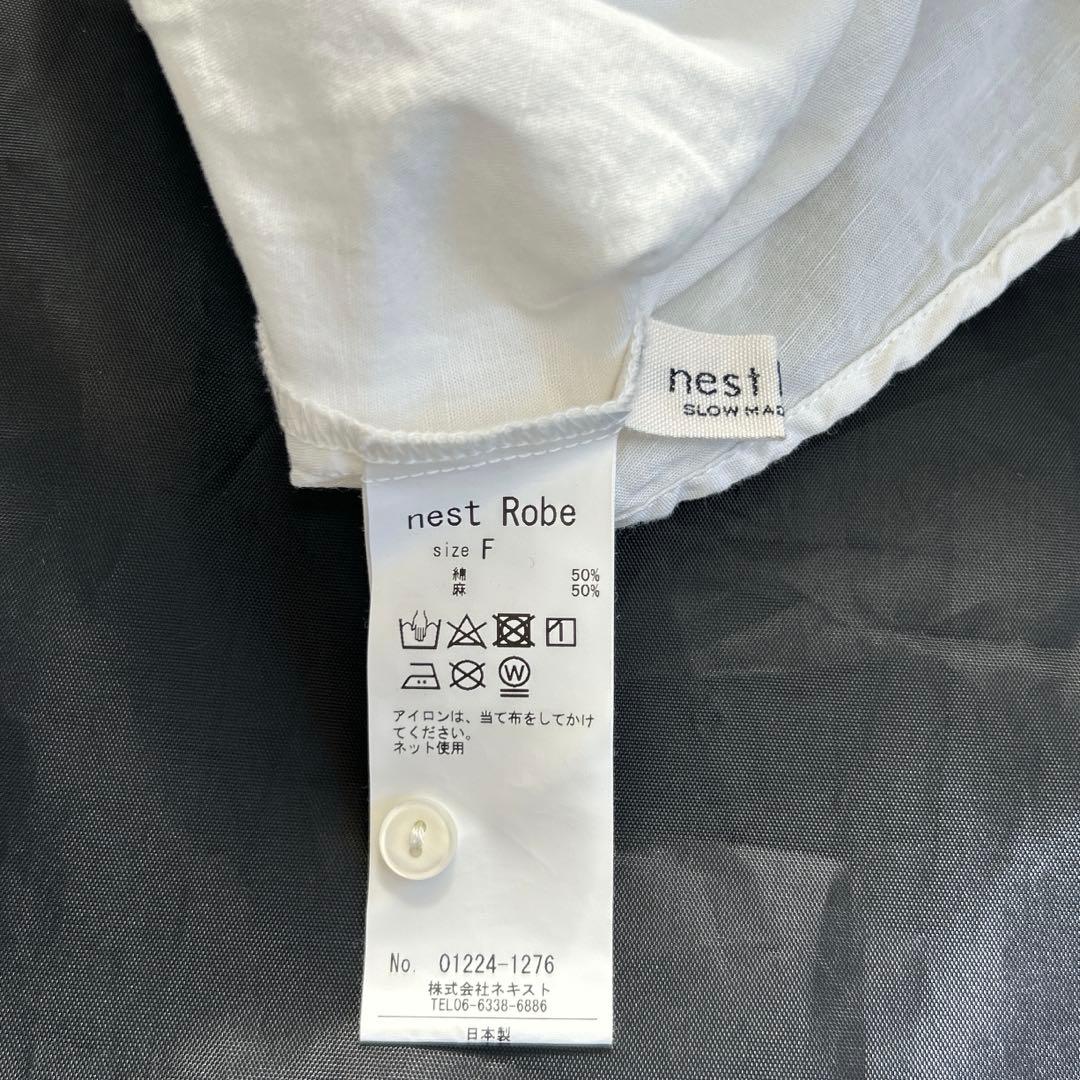 nest
SLOW MAD
nest Robe
size F
綿 50%
麻 50%
W
アイロンは、当て布をしてかけ
てください。
ネット使用
No. 01224-1276
株式会社ネキスト
TEL06-6338-6886
日本製